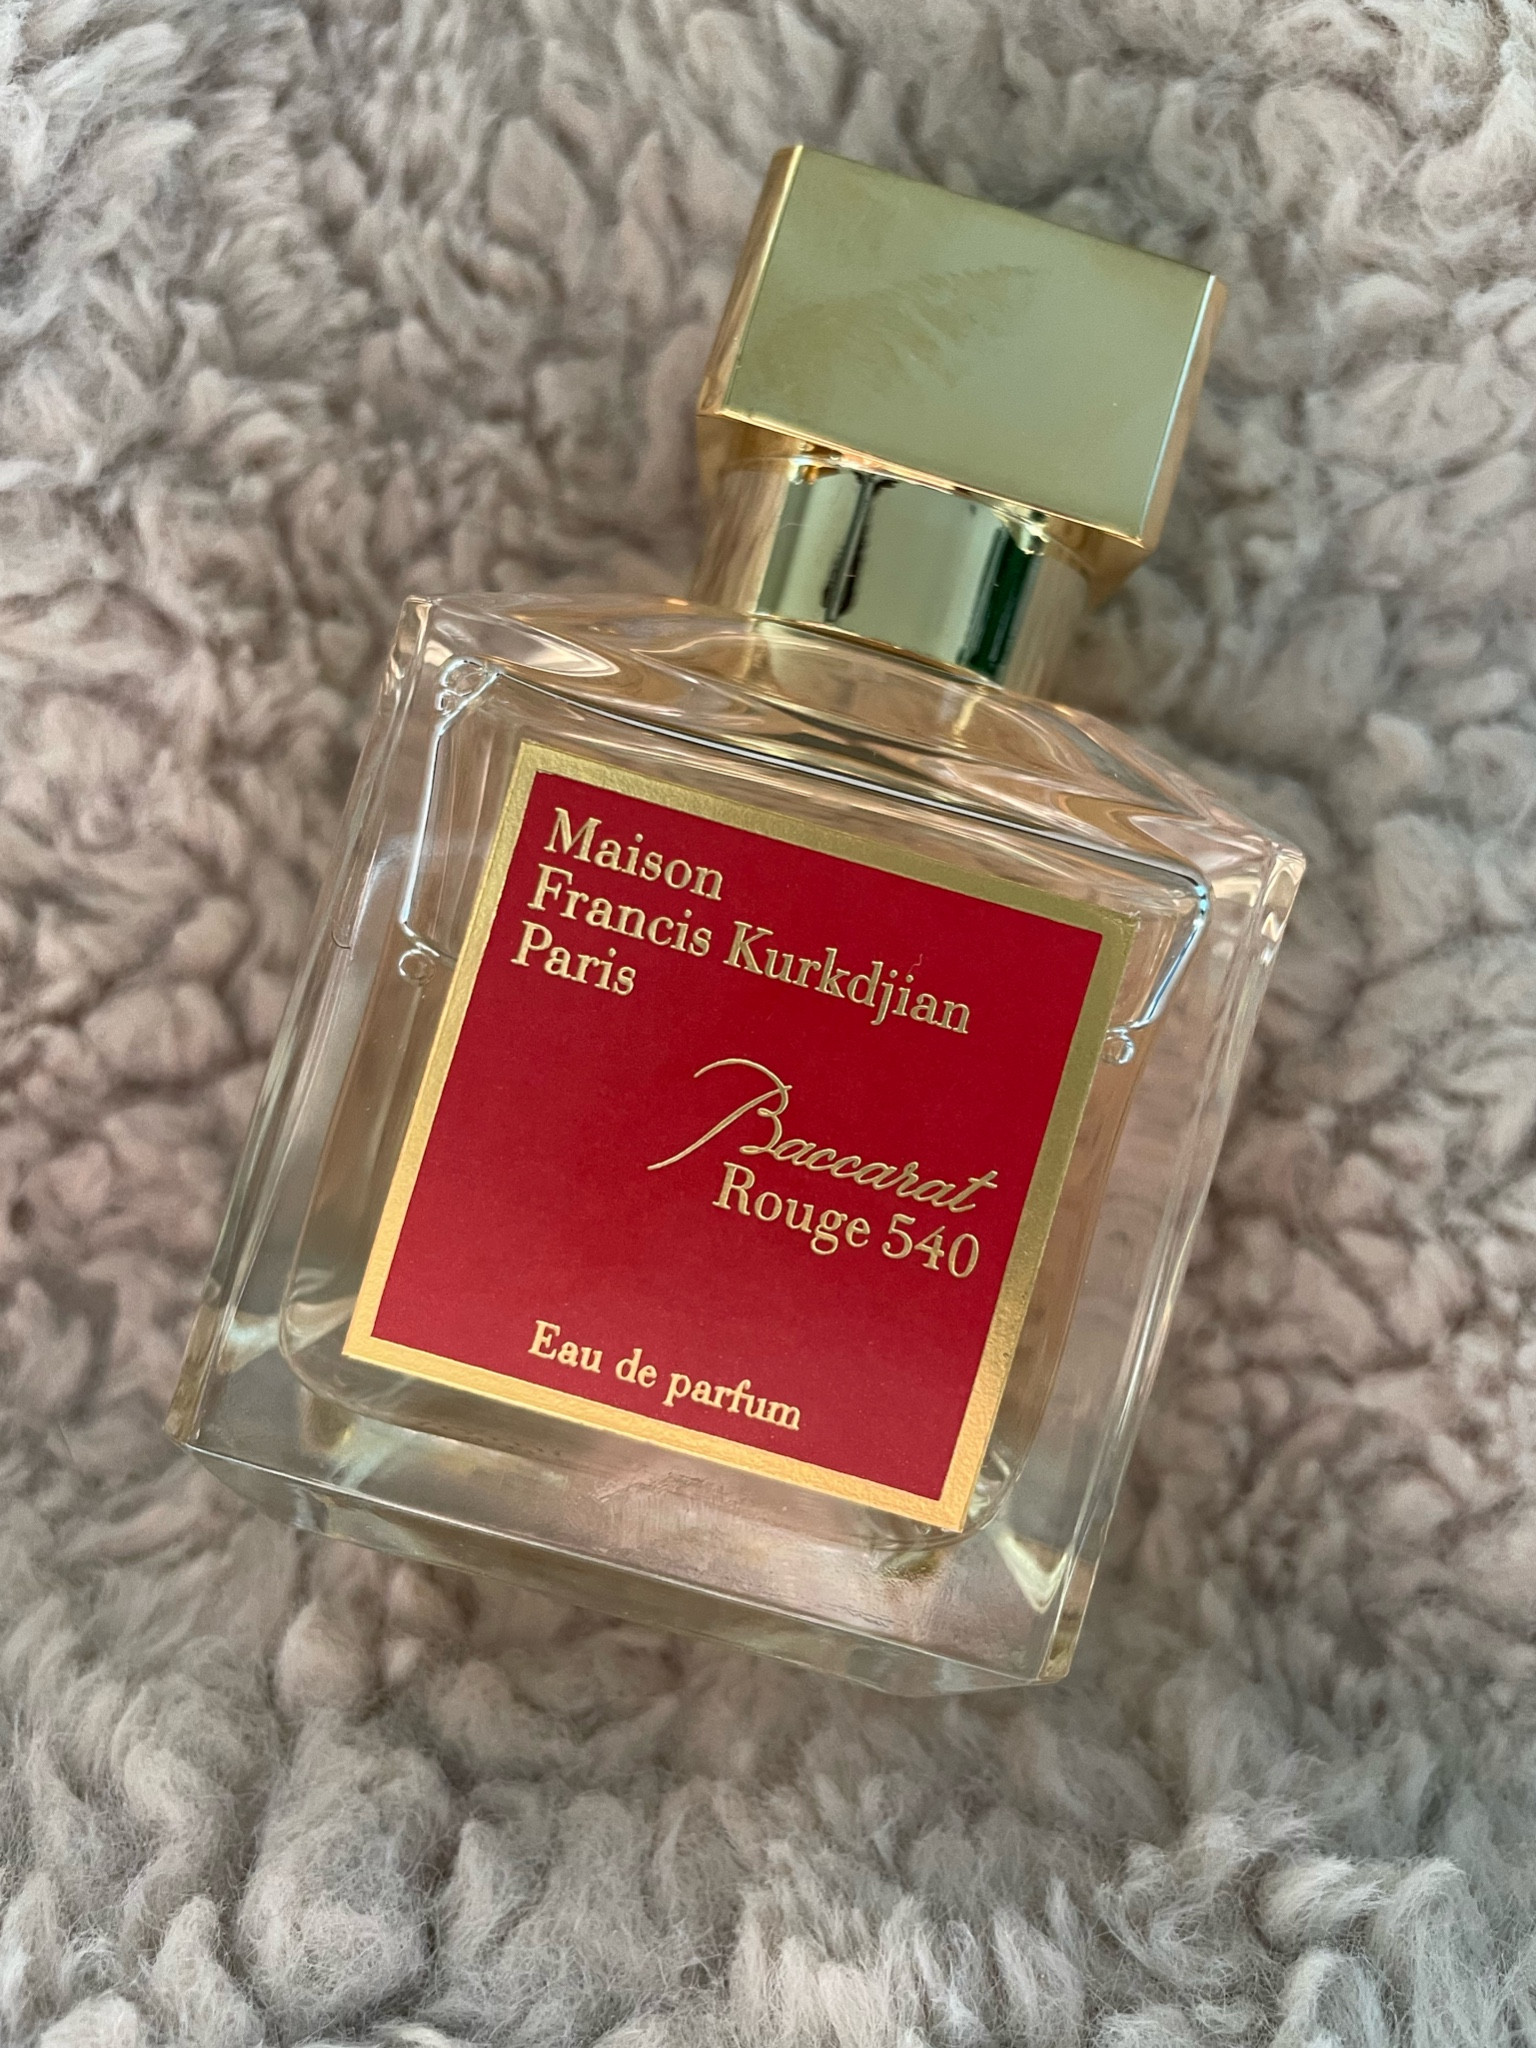 Maison
Francis Kurkdjian
Paris
Baccarat
Rouge 540
Eau de parfum